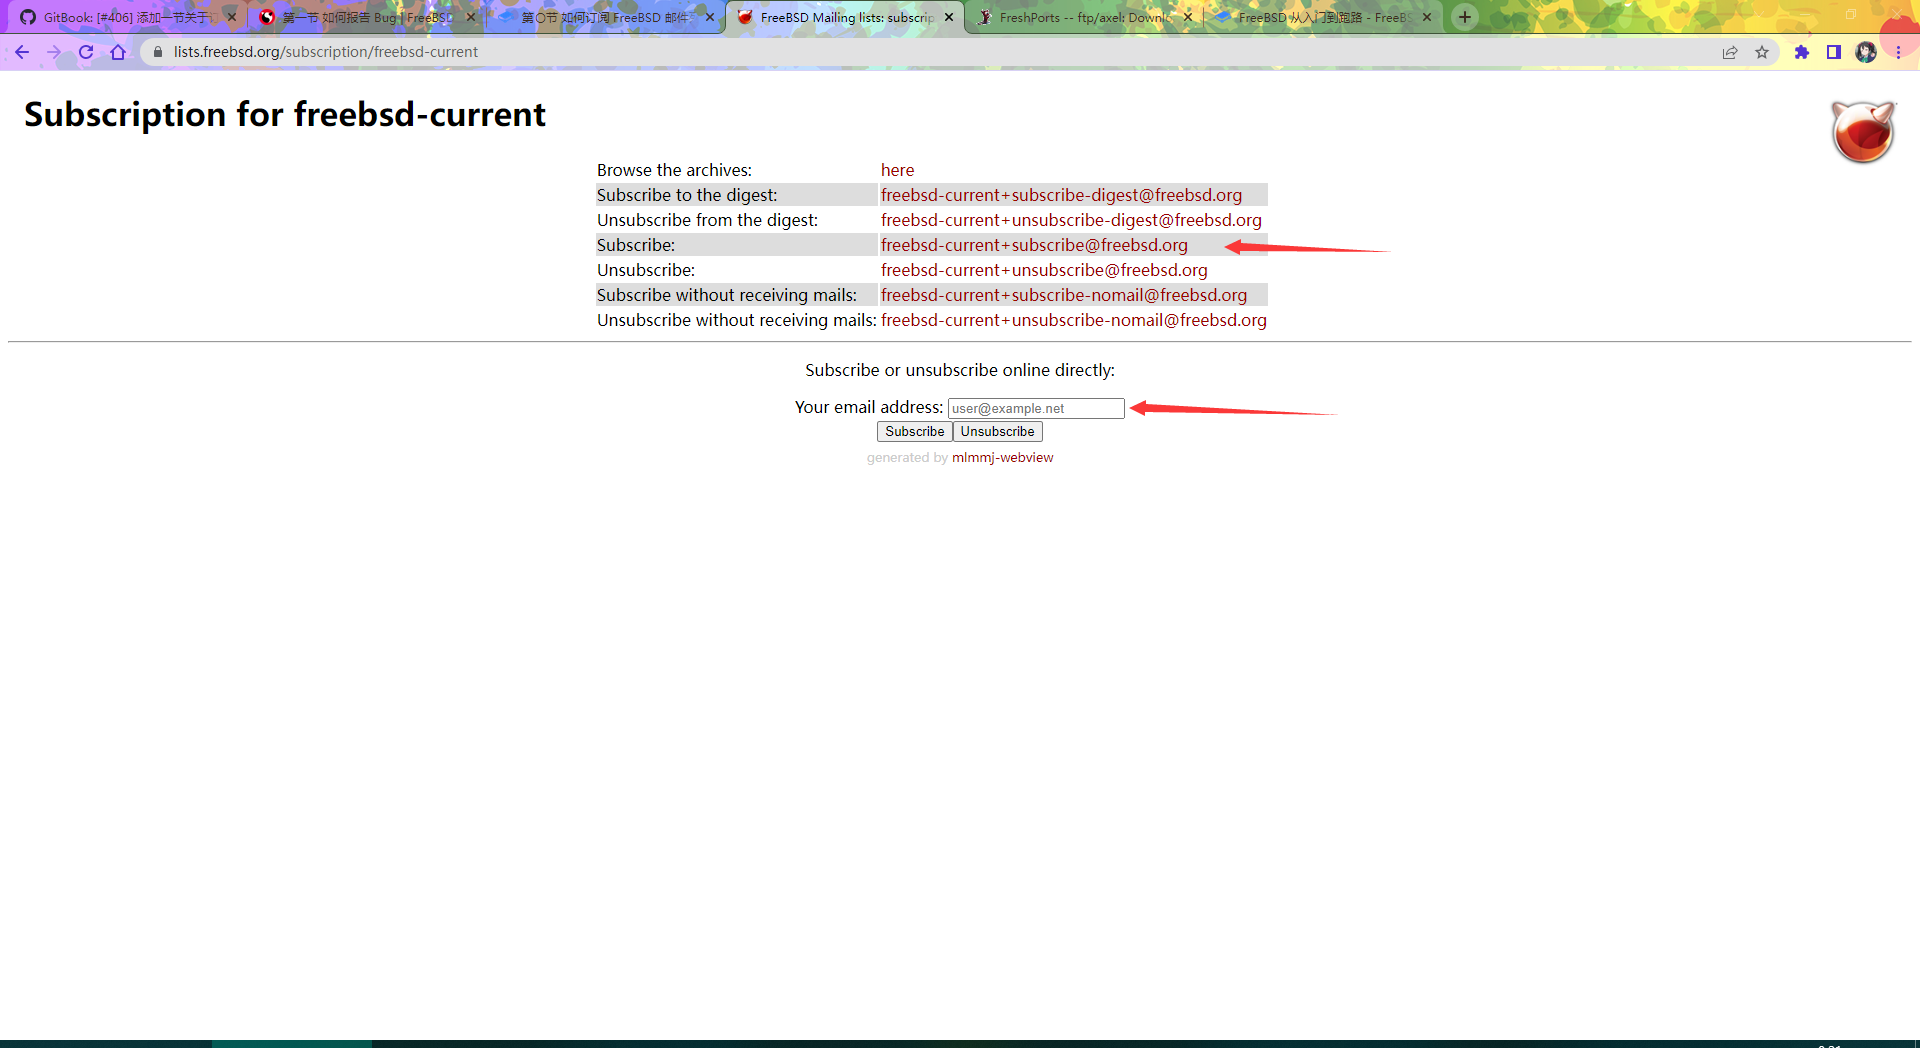 GitBook: [#406] 添加一节关于订
第一节 如何报告 Bug | FreeBSD
第〇节 如何订阅 FreeBSD 邮件
FreeBSD Mailing lists: subscrip
FreshPorts -- ftp/axel: Downlo
FreeBSD 从入门到跑路 - FreeBS
lists.freebsd.org/subscription/freebsd-current
Subscription for freebsd-current
Browse the archives: here
Subscribe to the digest: freebsd-current+subscribe-digest@freebsd.org
Unsubscribe from the digest: freebsd-current+unsubscribe-digest@freebsd.org
Subscribe: freebsd-current+subscribe@freebsd.org
Unsubscribe: freebsd-current+unsubscribe@freebsd.org
Subscribe without receiving mails: freebsd-current+subscribe-nomail@freebsd.org
Unsubscribe without receiving mails: freebsd-current+unsubscribe-nomail@freebsd.org
Subscribe or unsubscribe online directly:
Your email address: user@example.net
Subscribe Unsubscribe
generated by mlmmj-webview